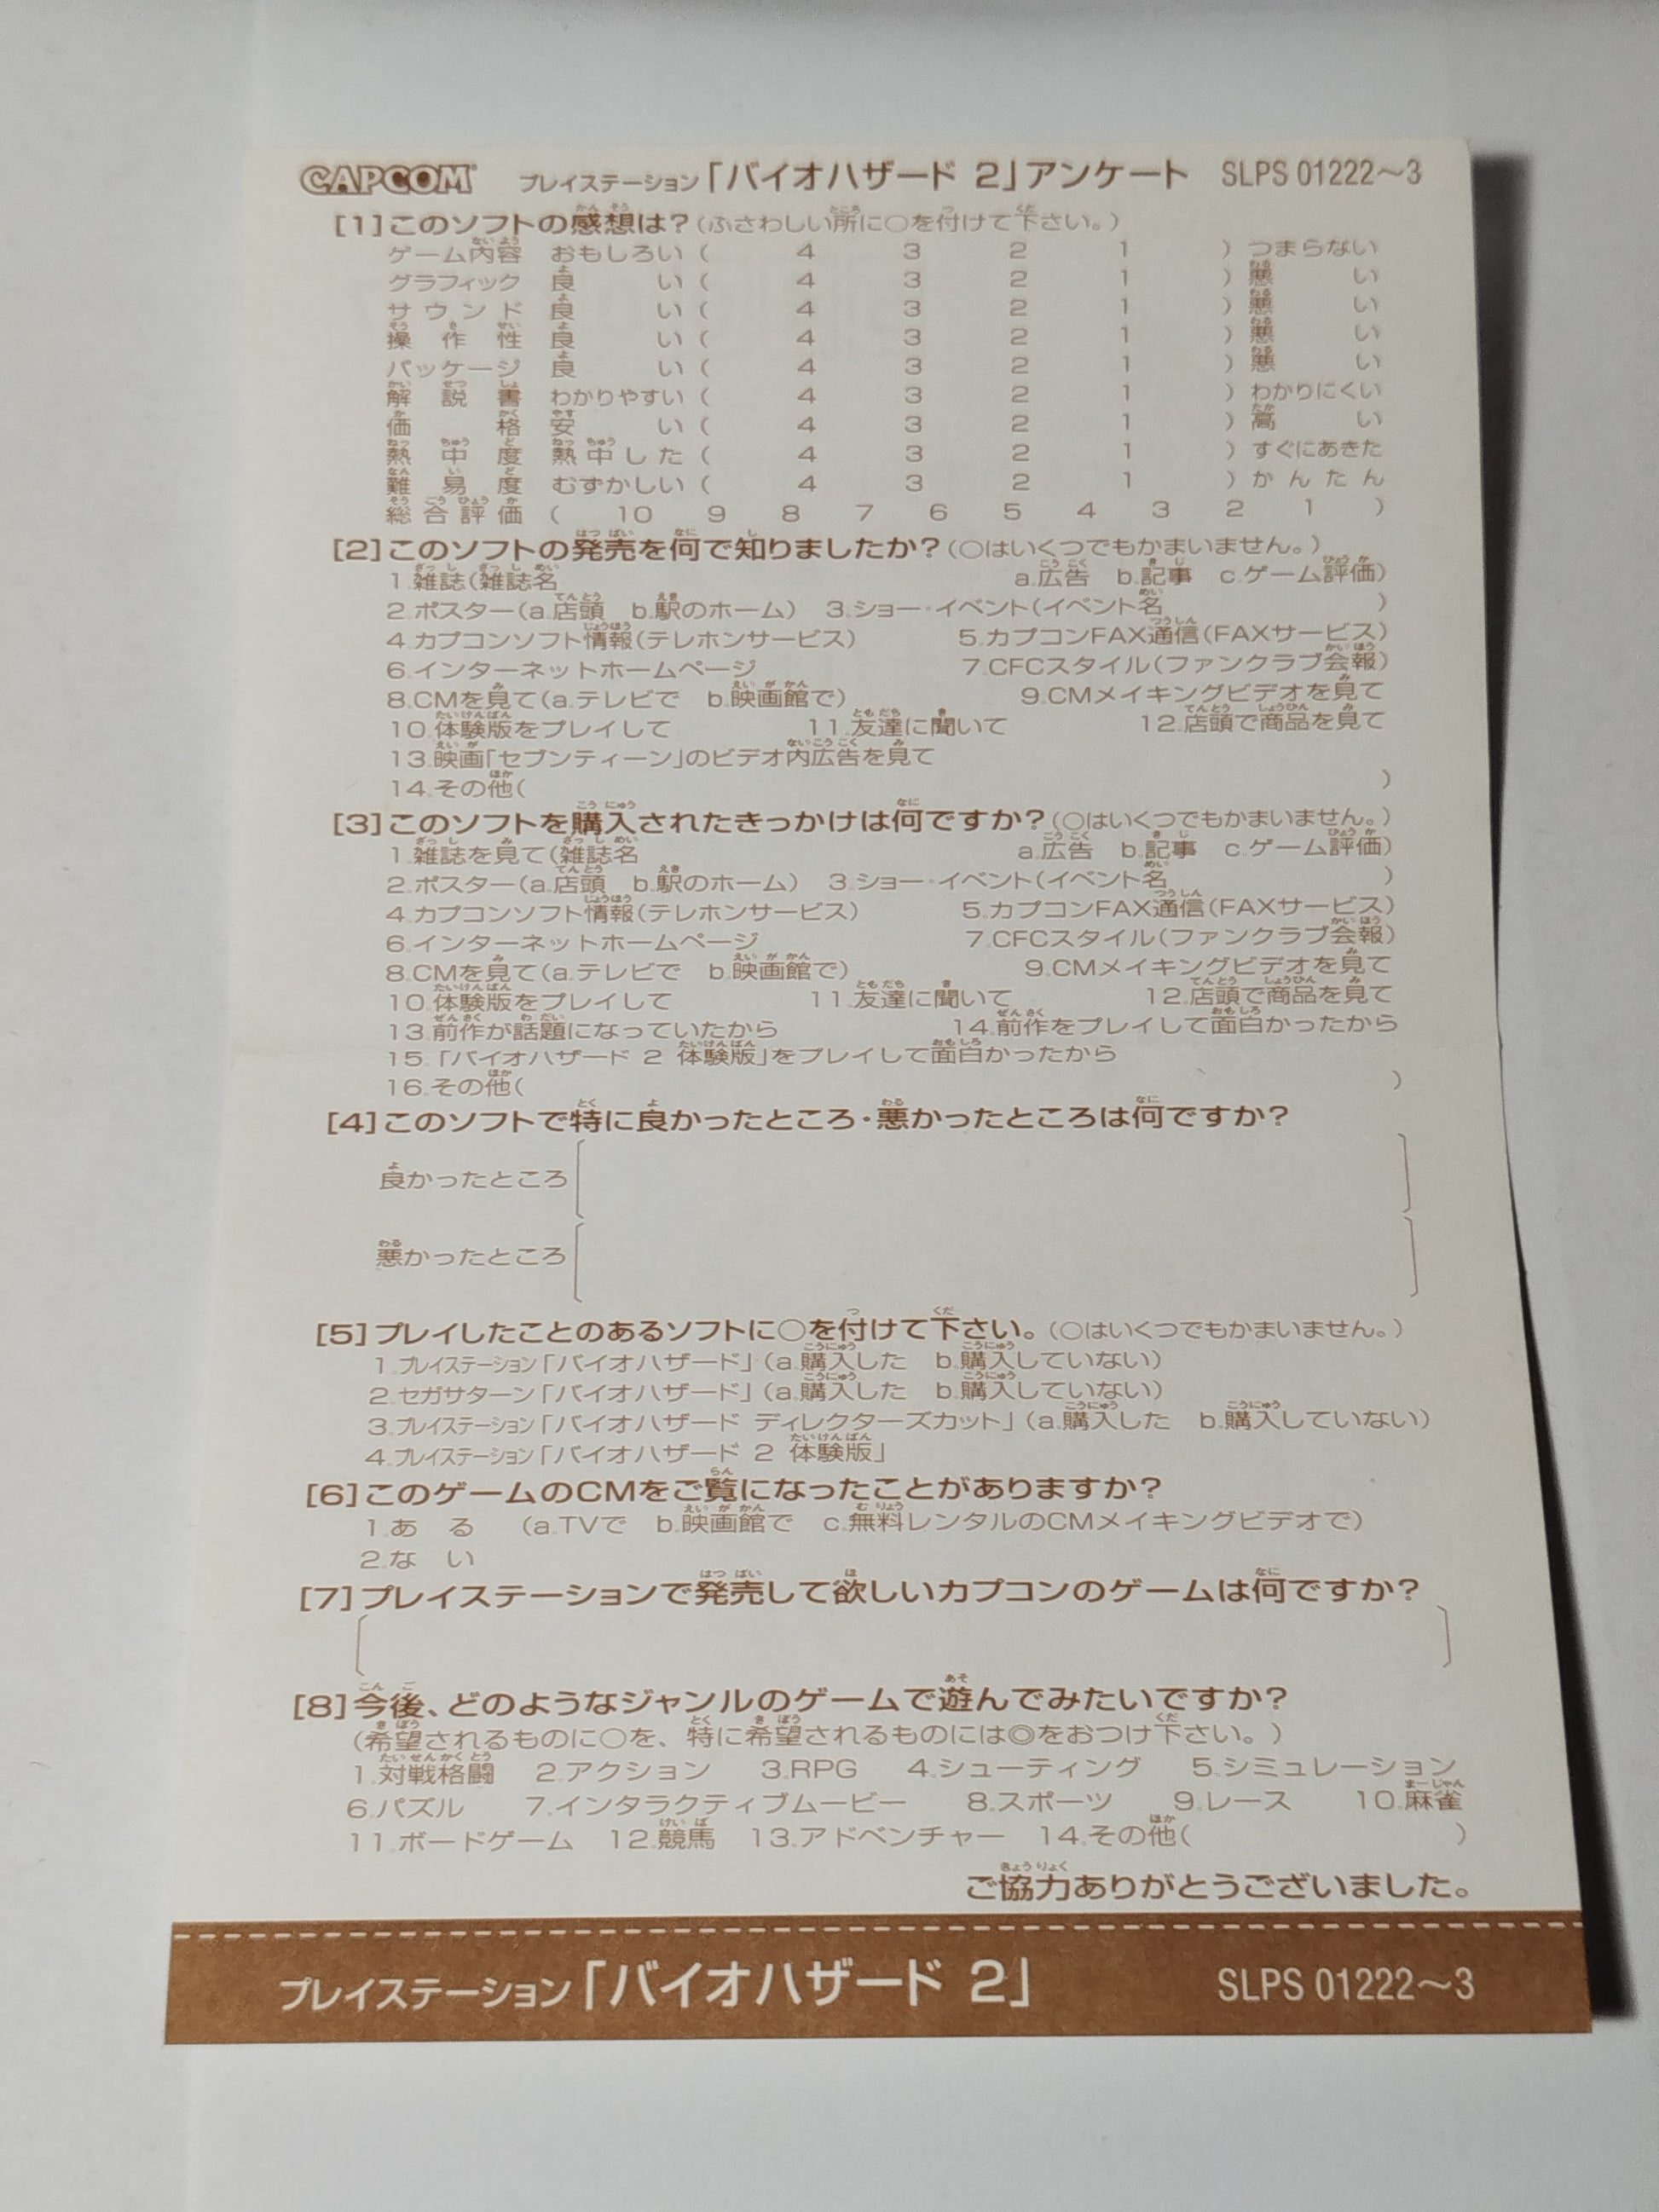 CAPCOM プレイステーション「バイオハザード 2」アンケート SLPS 01222～3
[1]このソフトの感想は?(ふさわしい所に○を付けて下さい。)
ゲーム内容 おもしろい( 4 3 2 1 )つまらない
グラフィック 良い( 4 3 2 1 )悪い
サウンド 良い( 4 3 2 1 )悪い
操作性 良い( 4 3 2 1 )悪い
パッケージ 良い( 4 3 2 1 )悪い
解説書 わかりやすい( 4 3 2 1 )わかりにくい
価格 安い( 4 3 2 1 )高い
熱中度 熱中した( 4 3 2 1 )すぐにあきた
難易度 むずかしい( 4 3 2 1 )かんたん
総合評価 ( 10 9 8 7 6 5 4 3 2 1 )
[2]このソフトの発売を何で知りましたか?(○はいくつでもかまいません。)
1.雑誌(雑誌名 a.広告 b.記事 c.ゲーム評価)
2.ポスター(a.店頭 b.駅のホーム) 3.ショー・イベント(イベント名 )
4.カプコンソフト情報(テレホンサービス) 5.カプコンFAX通信(FAXサービス)
6.インターネットホームページ 7.CFCスタイル(ファンクラブ会報)
8.CMを見て(a.テレビで b.映画館で) 9.CMメイキングビデオを見て
10.体験版をプレイして 11.友達に聞いて 12.店頭で商品を見て
13.映画「セブンティーン」のビデオ内広告を見て
14.その他( )
[3]このソフトを購入されたきっかけは何ですか?(○はいくつでもかまいません。)
1.雑誌を見て(雑誌名 a.広告 b.記事 c.ゲーム評価)
2.ポスター(a.店頭 b.駅のホーム) 3.ショー・イベント(イベント名 )
4.カプコンソフト情報(テレホンサービス) 5.カプコンFAX通信(FAXサービス)
6.インターネットホームページ 7.CFCスタイル(ファンクラブ会報)
8.CMを見て(a.テレビで b.映画館で) 9.CMメイキングビデオを見て
10.体験版をプレイして 11.友達に聞いて 12.店頭で商品を見て
13.前作が話題になっていたから 14.前作をプレイして面白かったから
15.「バイオハザード 2 体験版」をプレイして面白かったから
16.その他( )
[4]このソフトで特に良かったところ・悪かったところは何ですか?
良かったところ
悪かったところ
[5]プレイしたことのあるソフトに○を付けて下さい。(○はいくつでもかまいません。)
1.プレイステーション「バイオハザード」(a.購入した b.購入していない)
2.セガサターン「バイオハザード」(a.購入した b.購入していない)
3.プレイステーション「バイオハザード ディレクターズカット」(a.購入した b.購入していない)
4.プレイステーション「バイオハザード 2 体験版」
[6]このゲームのCMをご覧になったことがありますか?
1.ある (a.TVで b.映画館で c.無料レンタルのCMメイキングビデオで)
2.ない
[7]プレイステーションで発売して欲しいカプコンのゲームは何ですか?
[8]今後、どのようなジャンルのゲームで遊んでみたいですか?
(希望されるものに○を、特に希望されるものには◎をおつけ下さい。)
1.対戦格闘 2.アクション 3.RPG 4.シューティング 5.シミュレーション
6.パズル 7.インタラクティブムービー 8.スポーツ 9.レース 10.麻雀
11.ボードゲーム 12.競馬 13.アドベンチャー 14.その他( )
ご協力ありがとうございました。
プレイステーション「バイオハザード 2」 SLPS 01222～3